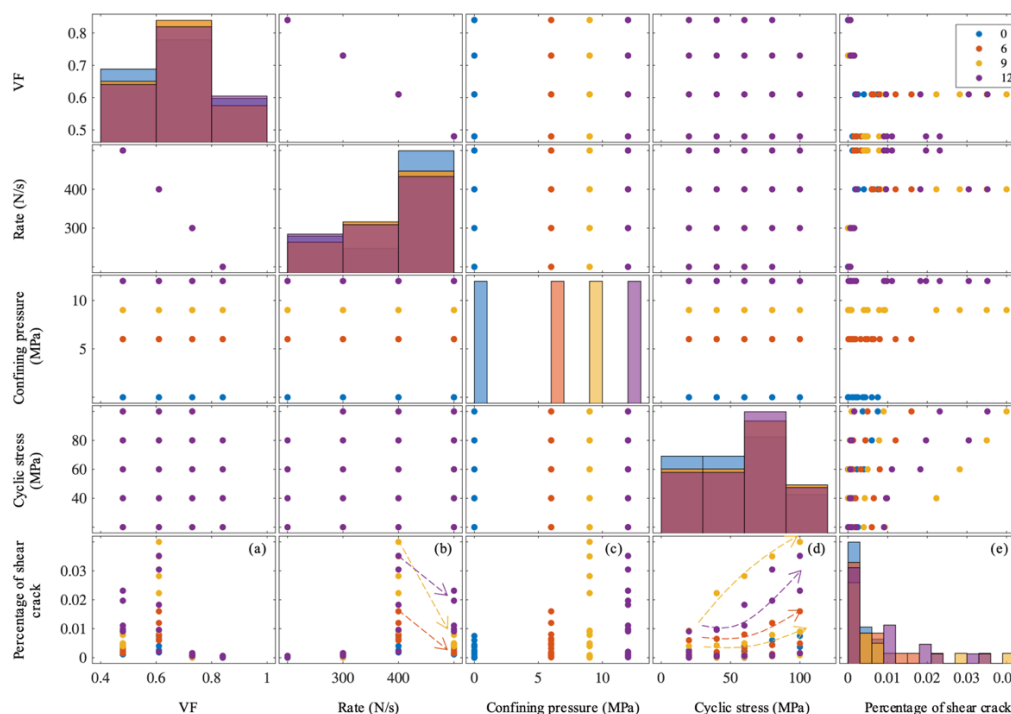 0.8
0.7
0.6
0.5
VF
0
6
9
12
400
300
Rate (N/s)
10
5
Confining pressure
(MPa)
80
60
40
20
Cyclic stress
(MPa)
0.03
0.02
0.01
0
Percentage of shear
crack
(a)
(b)
(c)
(d)
(e)
0.4 0.6 0.8 1
300 400
0 5 10
0 50 100
0 0.01 0.02 0.03
VF
Rate (N/s)
Confining pressure (MPa)
Cyclic stress (MPa)
Percentage of shear crack